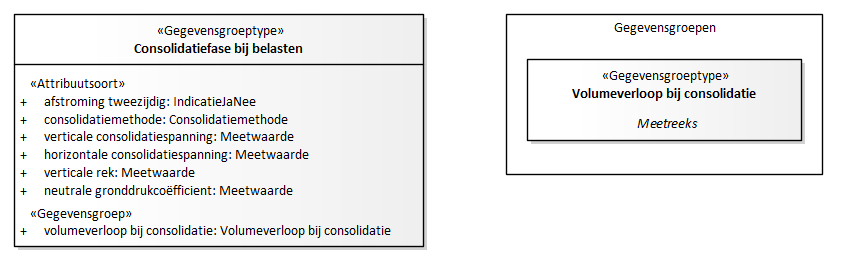 «Gegevensgroeptype»
Consolidatiefase bij belasten
«Attribuutsoort»
+ afstroming tweezijdig: IndicatieJaNee
+ consolidatiemethode: Consolidatiemethode
+ verticale consolidatiespanning: Meetwaarde
+ horizontale consolidatiespanning: Meetwaarde
+ verticale rek: Meetwaarde
+ neutrale gronddrukcoëfficient: Meetwaarde
«Gegevensgroep»
+ volumeverloop bij consolidatie: Volumeverloop bij consolidatie
Gegevensgroepen
«Gegevensgroeptype»
Volumeverloop bij consolidatie
Meetreeks